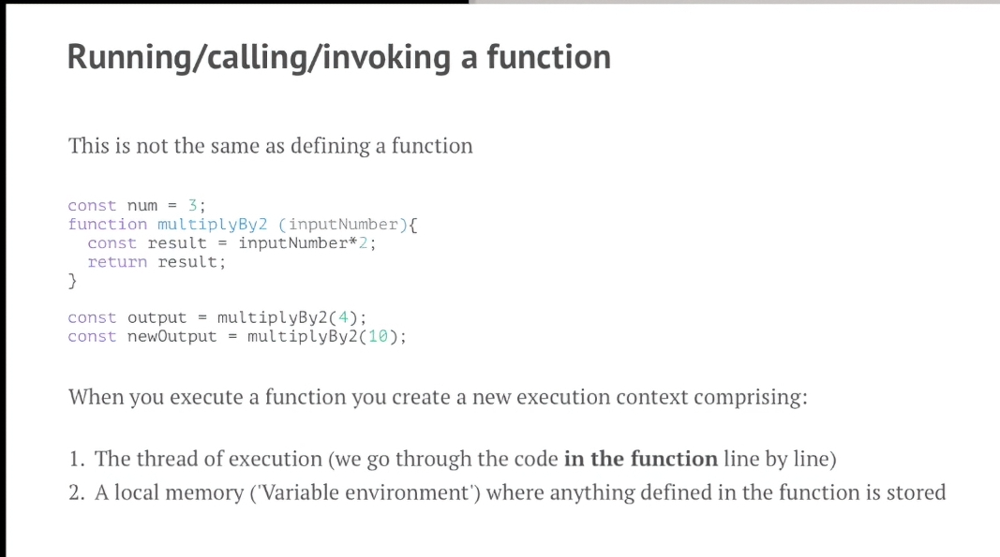 Running/calling/invoking a function
This is not the same as defining a function
const num = 3;
function multiplyBy2 (inputNumber){
  const result = inputNumber*2;
  return result;
}
const output = multiplyBy2(4);
const newOutput = multiplyBy2(10);
When you execute a function you create a new execution context comprising:
1. The thread of execution (we go through the code in the function line by line)
2. A local memory ('Variable environment') where anything defined in the function is stored